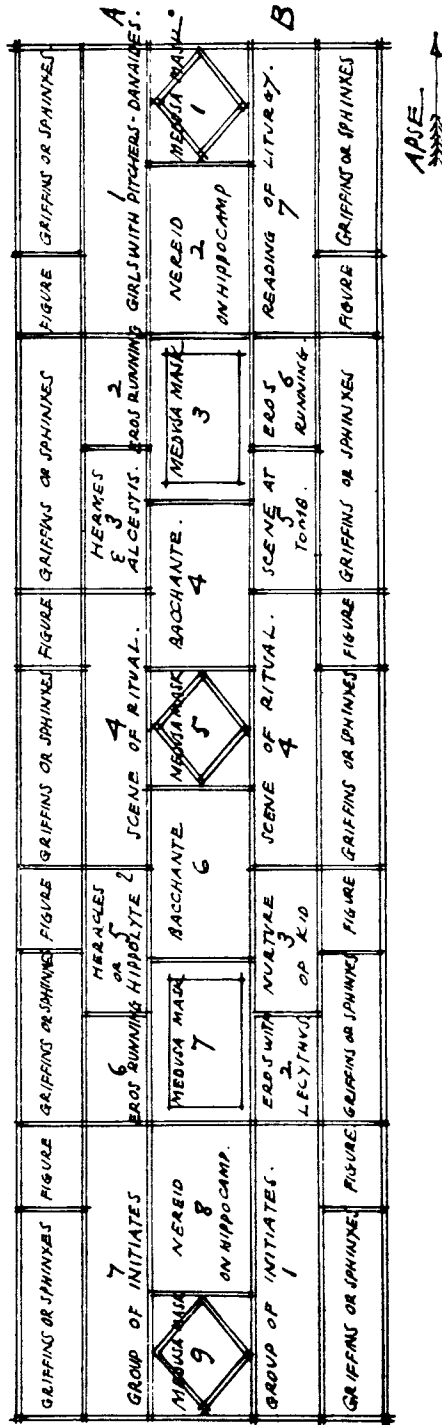 GRIFFINS OR SPHINXES
FIGURE
GRIFFINS OR SPHINXES
FIGURE
GRIFFINS OR SPHINXES
FIGURE
GRIFFINS OR SPHINXES
FIGURE
GRIFFINS OR SPHINXES
7
GROUP OF INITIATES
6
EROS RUNNING
HERACLES
OR 5
HIPPOLYTE ?
4
SCENE OF RITUAL.
HERMES
& 3
ALCESTIS.
2
EROS RUNNING
1
GIRLS WITH PITCHERS - DANAIDES.
A
MEDUSA MASK
9
NEREID
8
ON HIPPOCAMP.
MEDUSA MASK
7
BACCHANTE
6
MEDUSA MASK
5
BACCHANTE.
4
MEDUSA MASK
3
NEREID
2
ON HIPPOCAMP
MEDUSA MASK.
1
GROUP OF INITIATES.
1
EROS WITH
2
LECYTHUS
NURTURE
3
OF KID
SCENE OF RITUAL.
4
SCENE AT
5
TOMB.
EROS
6
RUNNING.
READING OF LITURGY.
7
B
GRIFFINS OR SPHINXES
FIGURE
GRIFFINS OR SPHINXES
FIGURE
GRIFFINS OR SPHINXES
FIGURE
GRIFFINS OR SPHINXES
FIGURE
GRIFFINS OR SPHINXES
APSE